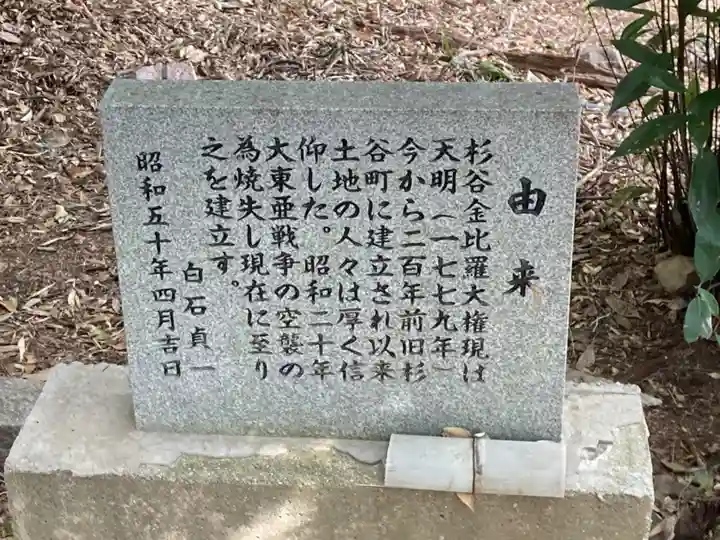 由来
杉谷金比羅大権現は
天明（一七七九年）
今から二百年前旧杉
谷町に建立され以来
土地の人々は厚く信
仰した。昭和二十年
大東亜戦争の空襲の
為焼失し現在に至り
之を建立す。
白石貞一
昭和五十年四月吉日